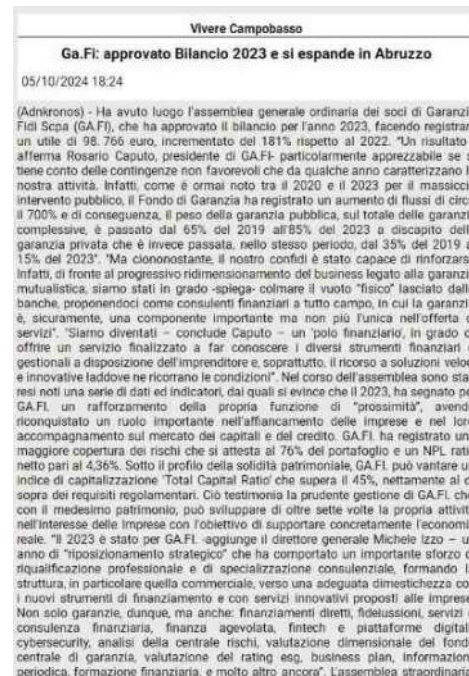 Vivere Campobasso
Ga.Fi: approvato Bilancio 2023 e si espande in Abruzzo
05/10/2024 18:24
(Adnkronos) - Ha avuto luogo l'assemblea generale ordinaria dei soci di Garanzi
Fidi Scpa (GA.FI), che ha approvato il bilancio per l'anno 2023, facendo registrar
un utile di 98. 766 euro, incrementato del 181% rispetto al 2022. "Un risultato
afferma Rosario Caputo, presidente di GA.FI- particolarmente apprezzabile se s
tiene conto delle contingenze non favorevoli che da qualche anno caratterizzano l
nostra attività. Infatti, come è ormai noto tra il 2020 e il 2023 per il massicci
intervento pubblico, il Fondo di Garanzia ha registrato un aumento di flussi di circ
il 700% e di conseguenza, il peso della garanzia pubblica, sul totale delle garanzi
complessive, è passato dal 65% del 2019 all'85% del 2023 a discapito dell
garanzia privata che è invece passata, nello stesso periodo, dal 35% del 2019 a
15% del 2023". "Ma ciononostante, il nostro confidi è stato capace di rinforzars
Infatti, di fronte al progressivo ridimensionamento del business legato alla garanzi
mutualistica, siamo stati in grado -spiega- colmare il vuoto "fisico" lasciato dall
banche, proponendoci come consulenti finanziari a tutto campo, in cui la garanzi
è, sicuramente, una componente importante ma non più l'unica nell'offerta d
servizi". "Siamo diventati – conclude Caputo – un 'polo finanziario', in grado d
offrire un servizio finalizzato a far conoscere i diversi strumenti finanziari
gestionali a disposizione dell'imprenditore e, soprattutto, il ricorso a soluzioni veloc
e innovative laddove ne ricorrano le condizioni". Nel corso dell'assemblea sono sta
resi noti una serie di dati ed indicatori, dai quali si evince che il 2023, ha segnato pe
GA.FI. un rafforzamento della propria funzione di "prossimità", avend
riconquistato un ruolo importante nell'affiancamento delle imprese e nel lor
accompagnamento sul mercato dei capitali e del credito. GA.FI. ha registrato un
maggiore copertura dei rischi che si attesta al 76% del portafoglio e un NPL rati
netto pari al 4,36%. Sotto il profilo della solidità patrimoniale, GA.FI. può vantare u
indice di capitalizzazione 'Total Capital Ratio' che supera il 45%, nettamente al d
sopra dei requisiti regolamentari. Ciò testimonia la prudente gestione di GA.FI. ch
con il medesimo patrimonio, può sviluppare di oltre sette volte la propria attivit
nell'interesse delle imprese con l'obiettivo di supportare concretamente l'economi
reale. "Il 2023 è stato per GA.FI. -aggiunge il direttore generale Michele Izzo – u
anno di "riposizionamento strategico" che ha comportato un importante sforzo d
riqualificazione professionale e di specializzazione consulenziale, formando l
struttura, in particolare quella commerciale, verso una adeguata dimestichezza co
i nuovi strumenti di finanziamento e con servizi innovativi proposti alle imprese
Non solo garanzie, dunque, ma anche: finanziamenti diretti, fideiussioni, servizi
consulenza finanziaria, finanza agevolata, fintech e piattaforme digital
cybersecurity, analisi della centrale rischi, valutazione dimensionale del fond
centrale di garanzia, valutazione del rating esg, business plan, information
periodica, formazione finanziaria, e molto altro ancora". L'assemblea straordinaria